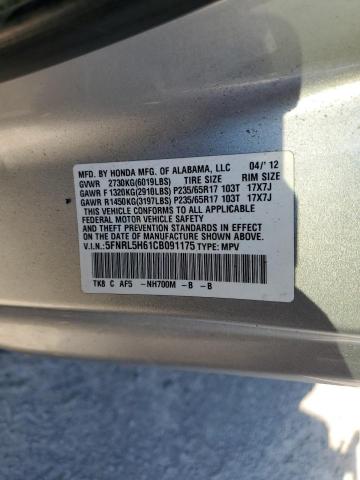 MFD. BY HONDA MFG. OF ALABAMA, LLC 04/'12
GVWR 2730KG(6019LBS) TIRE SIZE RIM SIZE
GAWR F 1320KG(2910LBS) P235/65R17 103T 17X7J
GAWR R 1450KG(3197LBS) P235/65R17 103T 17X7J
THIS VEHICLE CONFORMS TO ALL APPLICABLE
FEDERAL MOTOR VEHICLE SAFETY AND THEFT
PREVENTION STANDARDS IN EFFECT ON THE DATE OF
MANUFACTURE SHOWN ABOVE.
V.I.N.: 5FNRL5H61CB091175 TYPE: MPV
TK8 C AF5 -NH700M -B -B